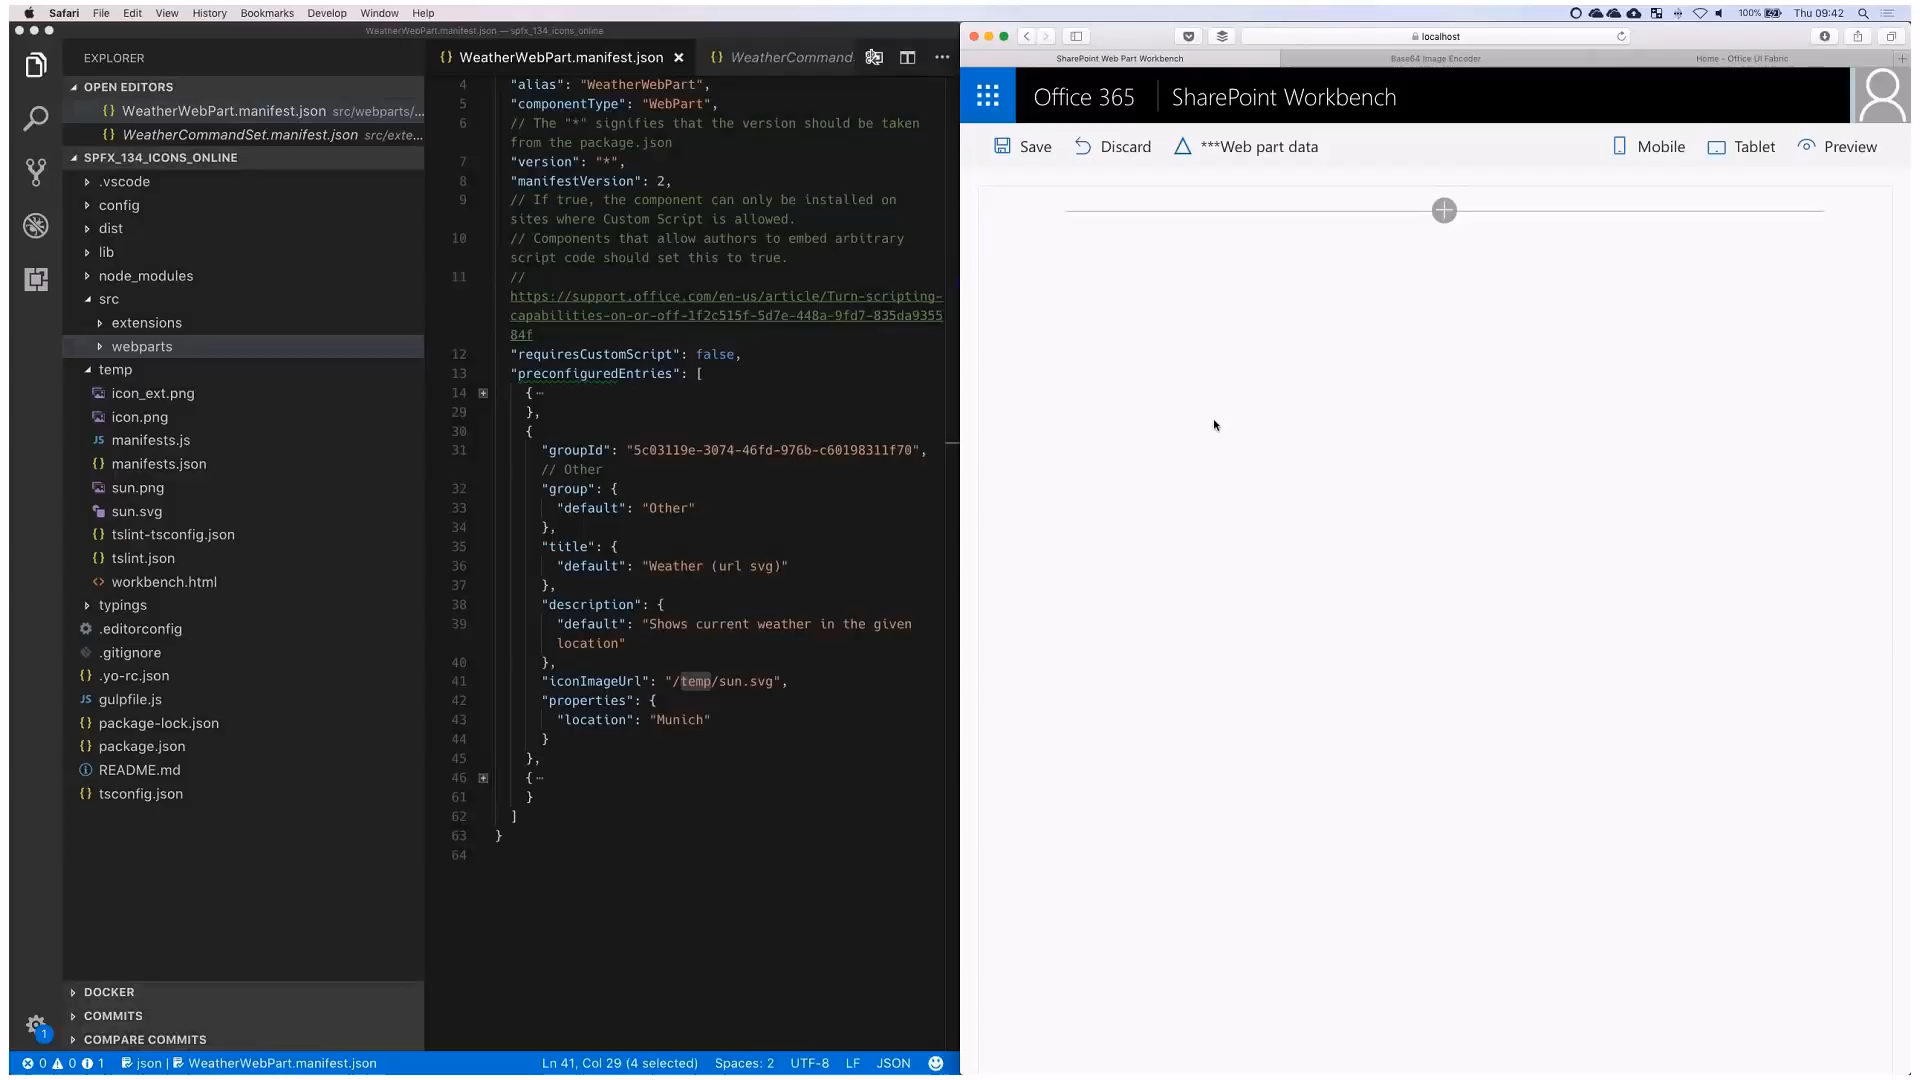 Safari File Edit View History Bookmarks Develop Window Help
100% Thu 09:42
WeatherWebPart.manifest.json — spfx_134_icons_online
EXPLORER
OPEN EDITORS
WeatherWebPart.manifest.json src/webparts/...
WeatherCommandSet.manifest.json src/exte...
SPFX_134_ICONS_ONLINE
.vscode
config
dist
lib
node_modules
src
extensions
webparts
temp
icon_ext.png
icon.png
JS manifests.js
{} manifests.json
sun.png
sun.svg
{} tslint-tsconfig.json
{} tslint.json
<> workbench.html
typings
.editorconfig
.gitignore
{} .yo-rc.json
JS gulpfile.js
{} package-lock.json
{} package.json
README.md
{} tsconfig.json
DOCKER
COMMITS
COMPARE COMMITS
1
{} WeatherWebPart.manifest.json × {} WeatherCommand
4 "alias": "WeatherWebPart",
5 "componentType": "WebPart",
6 // The "*" signifies that the version should be taken
from the package.json
7 "version": "*",
8 "manifestVersion": 2,
9 // If true, the component can only be installed on
sites where Custom Script is allowed.
10 // Components that allow authors to embed arbitrary
script code should set this to true.
11 //
https://support.office.com/en-us/article/Turn-scripting-
capabilities-on-or-off-1f2c515f-5d7e-448a-9fd7-835da9355
84f
12 "requiresCustomScript": false,
13 "preconfiguredEntries": [
14 {…
29 },
30 {
31 "groupId": "5c03119e-3074-46fd-976b-c60198311f70",
// Other
32 "group": {
33 "default": "Other"
34 },
35 "title": {
36 "default": "Weather (url svg)"
37 },
38 "description": {
39 "default": "Shows current weather in the given
location"
40 },
41 "iconImageUrl": "/temp/sun.svg",
42 "properties": {
43 "location": "Munich"
44 }
45 },
46 {…
61 }
62 ]
63 }
64
0 0 1 json | WeatherWebPart.manifest.json Ln 41, Col 29 (4 selected) Spaces: 2 UTF-8 LF JSON
localhost
SharePoint Web Part Workbench Base64 Image Encoder Home - Office UI Fabric
Office 365 SharePoint Workbench
Save Discard ***Web part data Mobile Tablet Preview